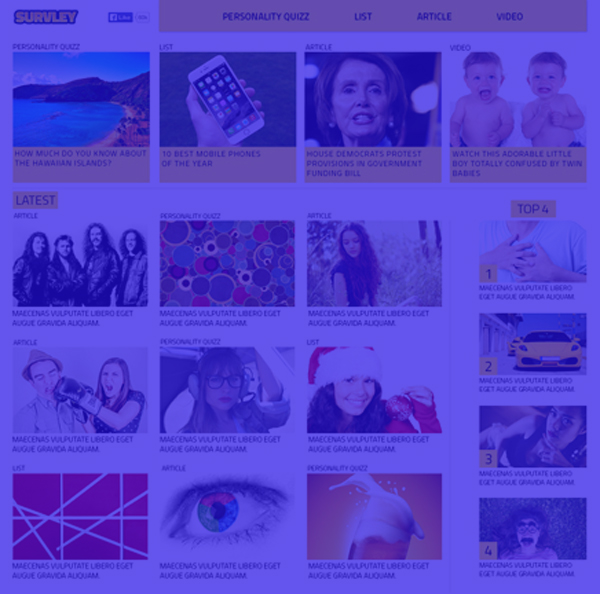 SURVLEY
Like 30k
PERSONALITY QUIZZ LIST ARTICLE VIDEO
PERSONALITY QUIZZ
HOW MUCH DO YOU KNOW ABOUT
THE HAWAIIAN ISLANDS?
LIST
10 BEST MOBILE PHONES
OF THE YEAR
ARTICLE
HOUSE DEMOCRATS PROTEST
PROVISIONS IN GOVERNMENT
FUNDING BILL
VIDEO
WATCH THIS ADORABLE LITTLE
BOY TOTALLY CONFUSED BY TWIN
BABIES
LATEST
ARTICLE
MAECENAS VULPUTATE LIBERO EGET
AUGUE GRAVIDA ALIQUAM.
PERSONALITY QUIZZ
MAECENAS VULPUTATE LIBERO EGET
AUGUE GRAVIDA ALIQUAM.
ARTICLE
MAECENAS VULPUTATE LIBERO EGET
AUGUE GRAVIDA ALIQUAM.
ARTICLE
MAECENAS VULPUTATE LIBERO EGET
AUGUE GRAVIDA ALIQUAM.
PERSONALITY QUIZZ
MAECENAS VULPUTATE LIBERO EGET
AUGUE GRAVIDA ALIQUAM.
LIST
MAECENAS VULPUTATE LIBERO EGET
AUGUE GRAVIDA ALIQUAM.
LIST
MAECENAS VULPUTATE LIBERO EGET
AUGUE GRAVIDA ALIQUAM.
ARTICLE
MAECENAS VULPUTATE LIBERO EGET
AUGUE GRAVIDA ALIQUAM.
PERSONALITY QUIZZ
MAECENAS VULPUTATE LIBERO EGET
AUGUE GRAVIDA ALIQUAM.
TOP 4
1
MAECENAS VULPUTATE LIBERO
EGET AUGUE GRAVIDA ALIQUAM.
2
MAECENAS VULPUTATE LIBERO
EGET AUGUE GRAVIDA ALIQUAM.
3
MAECENAS VULPUTATE LIBERO
EGET AUGUE GRAVIDA ALIQUAM.
4
MAECENAS VULPUTATE LIBERO
EGET AUGUE GRAVIDA ALIQUAM.